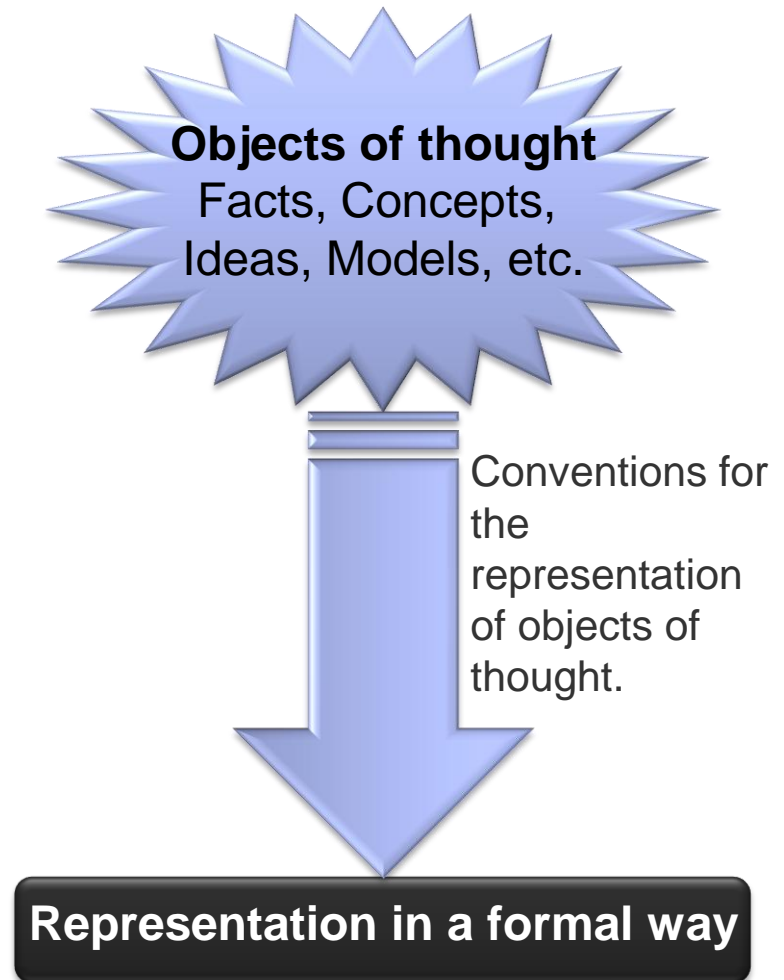 Objects of thought
Facts, Concepts,
Ideas, Models, etc.
Conventions for
the
representation
of objects of
thought.
Representation in a formal way